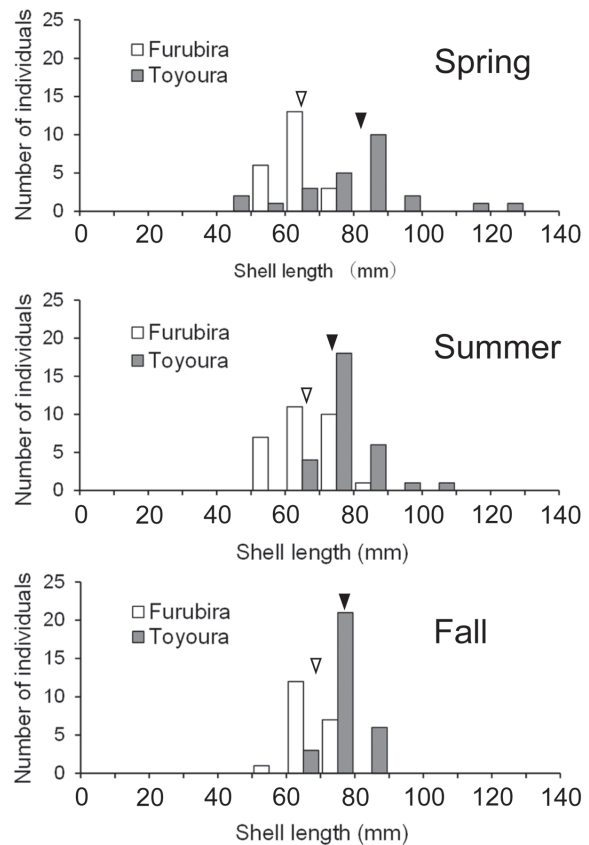 Number of individuals
25
20
15
10
5
0
Furubira
Toyoura
Spring
0 20 40 60 80 100 120 140
Shell length （mm）
Number of individuals
25
20
15
10
5
0
Furubira
Toyoura
Summer
0 20 40 60 80 100 120 140
Shell length (mm)
Number of individuals
25
20
15
10
5
0
Furubira
Toyoura
Fall
0 20 40 60 80 100 120 140
Shell length (mm)